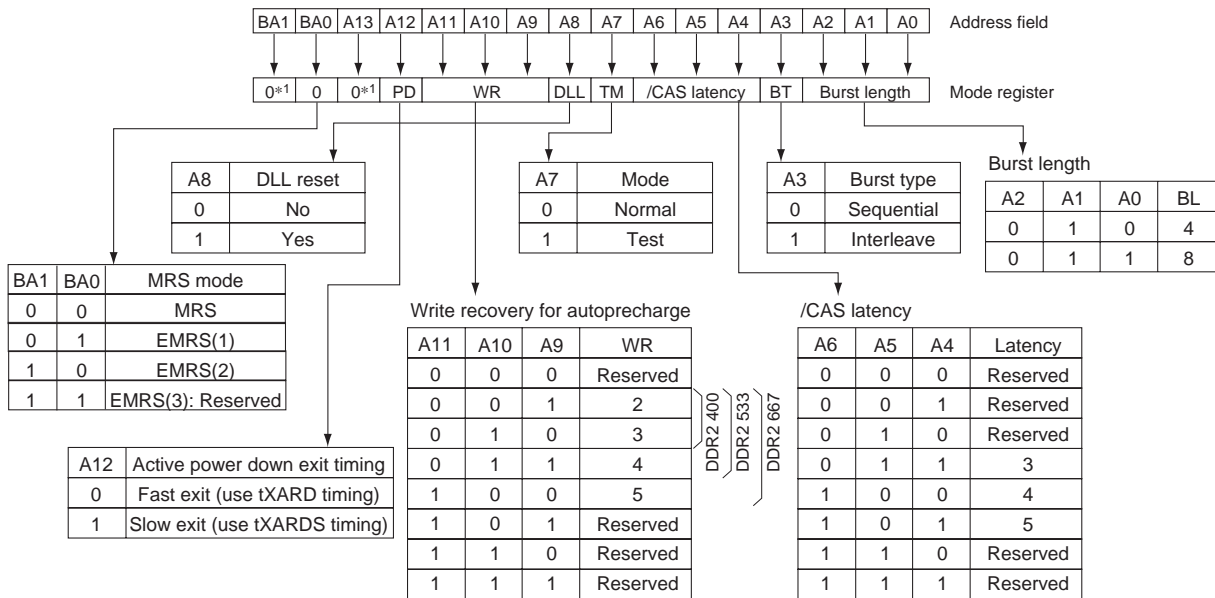 BA1 BA0 A13 A12 A11 A10 A9 A8 A7 A6 A5 A4 A3 A2 A1 A0 Address field
0*1 0 0*1 PD WR DLL TM /CAS latency BT Burst length Mode register
A8 DLL reset
0 No
1 Yes
A7 Mode
0 Normal
1 Test
A3 Burst type
0 Sequential
1 Interleave
Burst length
A2 A1 A0 BL
0 1 0 4
0 1 1 8
BA1 BA0 MRS mode
0 0 MRS
0 1 EMRS(1)
1 0 EMRS(2)
1 1 EMRS(3): Reserved
A12 Active power down exit timing
0 Fast exit (use tXARD timing)
1 Slow exit (use tXARDS timing)
Write recovery for autoprecharge
A11 A10 A9 WR
0 0 0 Reserved
0 0 1 2
0 1 0 3
0 1 1 4
1 0 0 5
1 0 1 Reserved
1 1 0 Reserved
1 1 1 Reserved
DDR2 400
DDR2 533
DDR2 667
/CAS latency
A6 A5 A4 Latency
0 0 0 Reserved
0 0 1 Reserved
0 1 0 Reserved
0 1 1 3
1 0 0 4
1 0 1 5
1 1 0 Reserved
1 1 1 Reserved